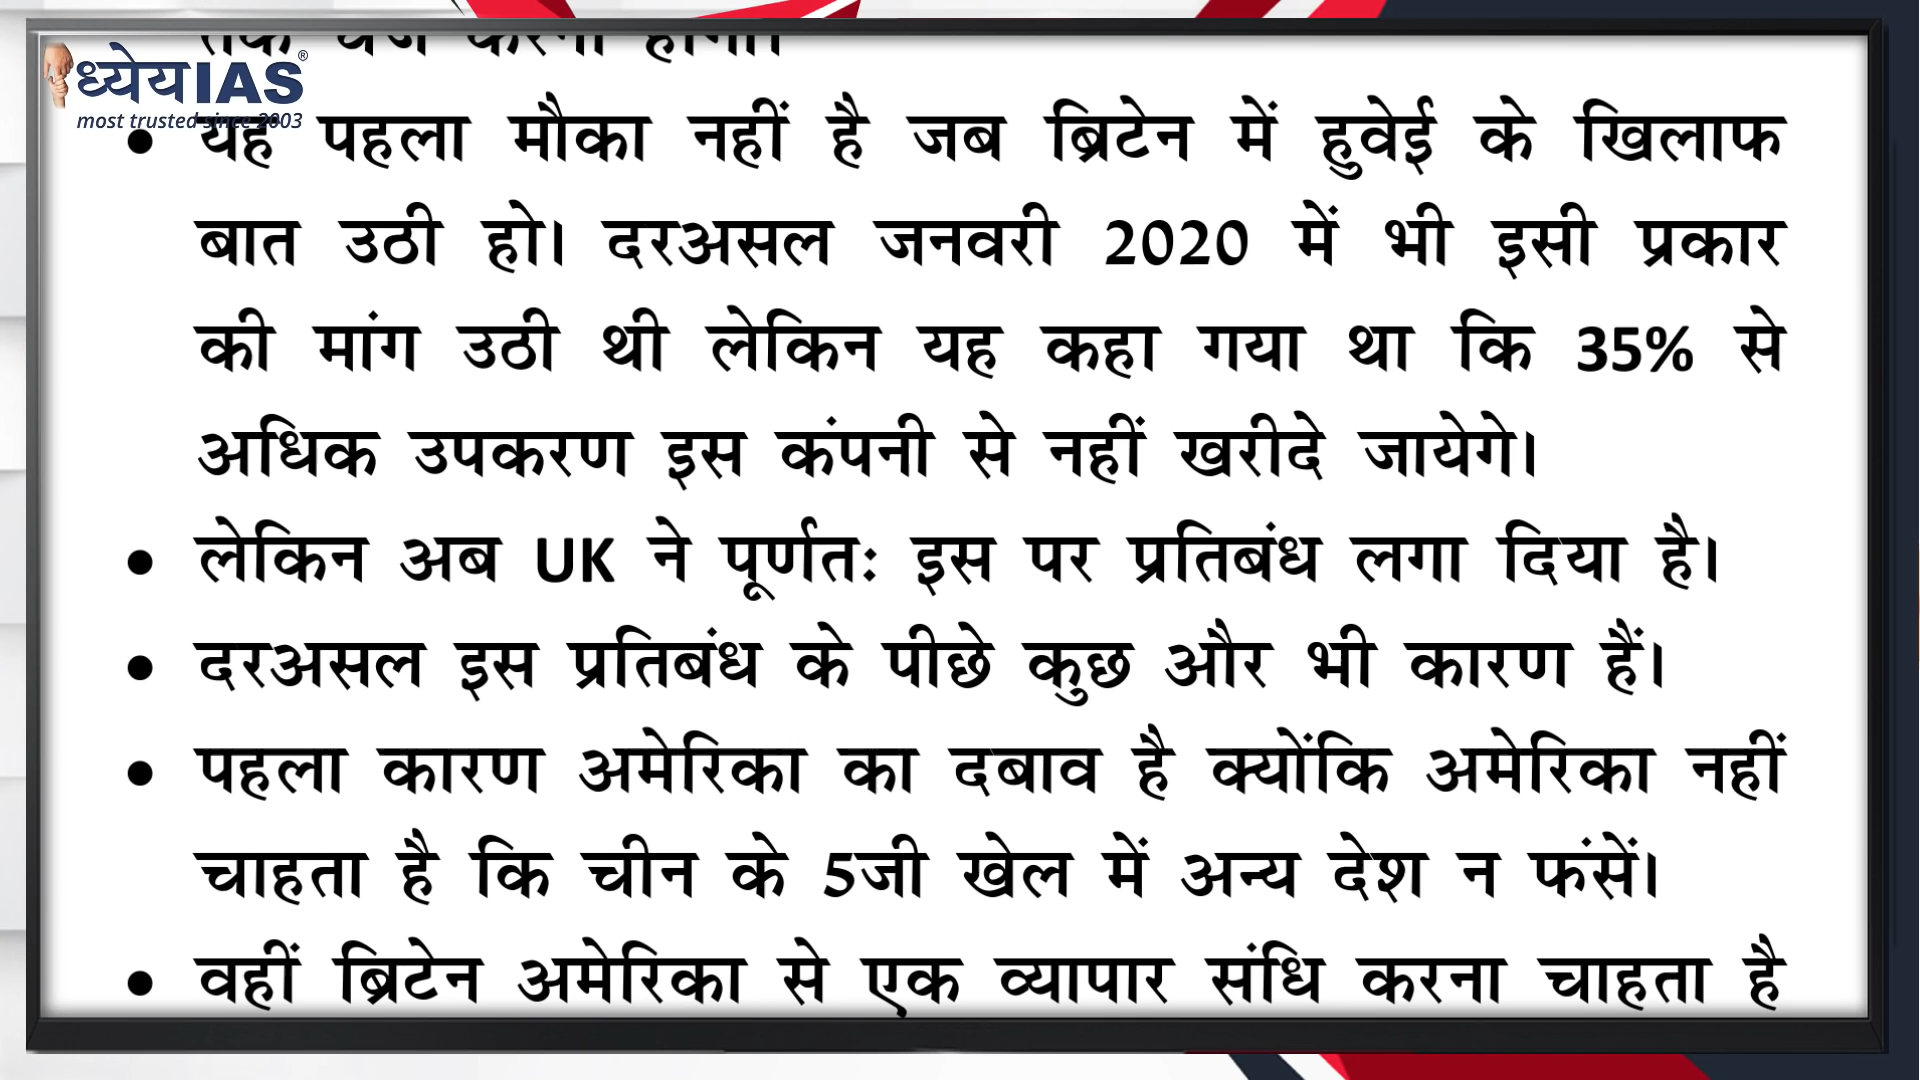 ध्येयIAS®
most trusted since 2003
करना होगा।
• यह पहला मौका नहीं है जब ब्रिटेन में हुवेई के खिलाफ
बात उठी हो। दरअसल जनवरी 2020 में भी इसी प्रकार
की मांग उठी थी लेकिन यह कहा गया था कि 35% से
अधिक उपकरण इस कंपनी से नहीं खरीदे जायेगे।
• लेकिन अब UK ने पूर्णतः इस पर प्रतिबंध लगा दिया है।
• दरअसल इस प्रतिबंध के पीछे कुछ और भी कारण हैं।
• पहला कारण अमेरिका का दबाव है क्योंकि अमेरिका नहीं
चाहता है कि चीन के 5जी खेल में अन्य देश न फंसें।
• वहीं ब्रिटेन अमेरिका से एक व्यापार संधि करना चाहता है